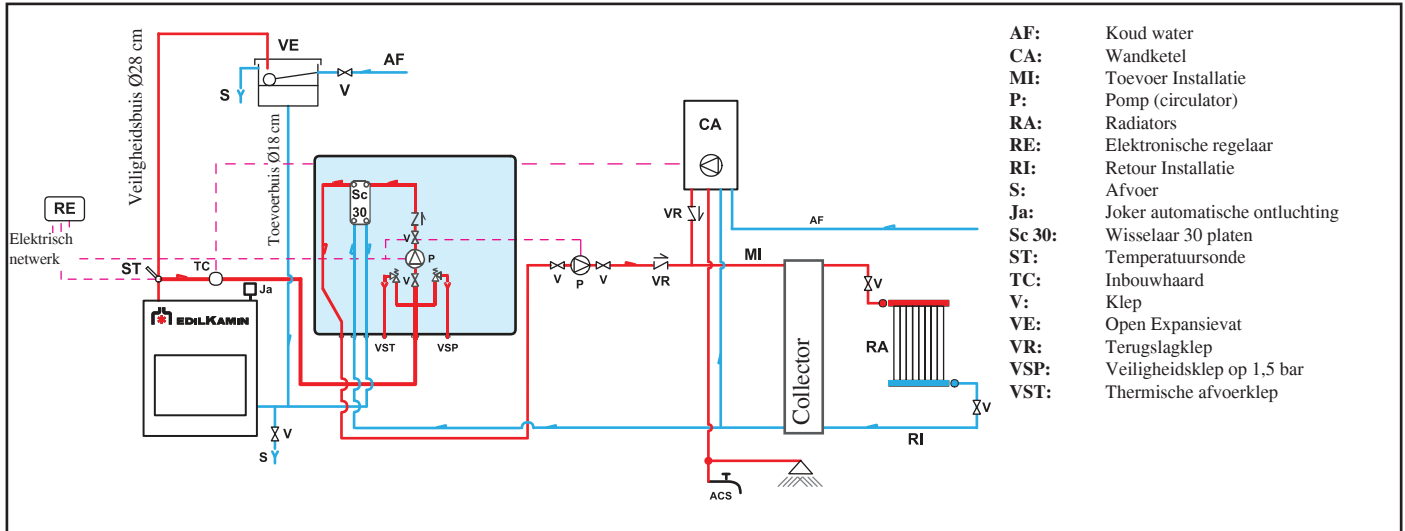 VE
AF
V
S
Veiligheidsbuis Ø28 cm
Toevoerbuis Ø18 cm
RE
Elektrisch
netwerk
ST
TC
Ja
EDILKAMIN
V
S
Sc
30
V
P
V
VST
VSP
CA
VR
AF
V
P
V
VR
MI
Collector
V
RA
V
RI
ACS
AF: Koud water
CA: Wandketel
MI: Toevoer Installatie
P: Pomp (circulator)
RA: Radiators
RE: Elektronische regelaar
RI: Retour Installatie
S: Afvoer
Ja: Joker automatische ontluchting
Sc 30: Wisselaar 30 platen
ST: Temperatuursonde
TC: Inbouwhaard
V: Klep
VE: Open Expansievat
VR: Terugslagklep
VSP: Veiligheidsklep op 1,5 bar
VST: Thermische afvoerklep